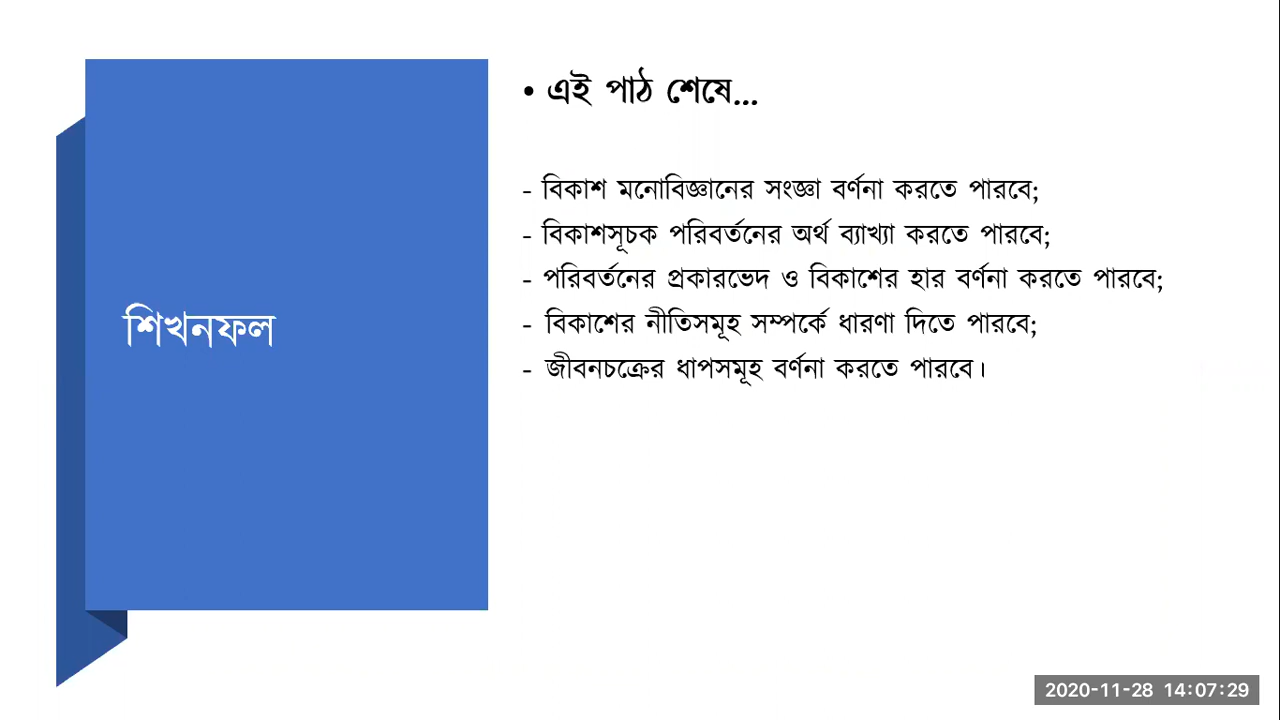 শিখনফল
• এই পাঠ শেষে...
- বিকাশ মনোবিজ্ঞানের সংজ্ঞা বর্ণনা করতে পারবে;
- বিকাশসূচক পরিবর্তনের অর্থ ব্যাখ্যা করতে পারবে;
- পরিবর্তনের প্রকারভেদ ও বিকাশের হার বর্ণনা করতে পারবে;
- বিকাশের নীতিসমূহ সম্পর্কে ধারণা দিতে পারবে;
- জীবনচক্রের ধাপসমূহ বর্ণনা করতে পারবে।
2020-11-28 14:07:29